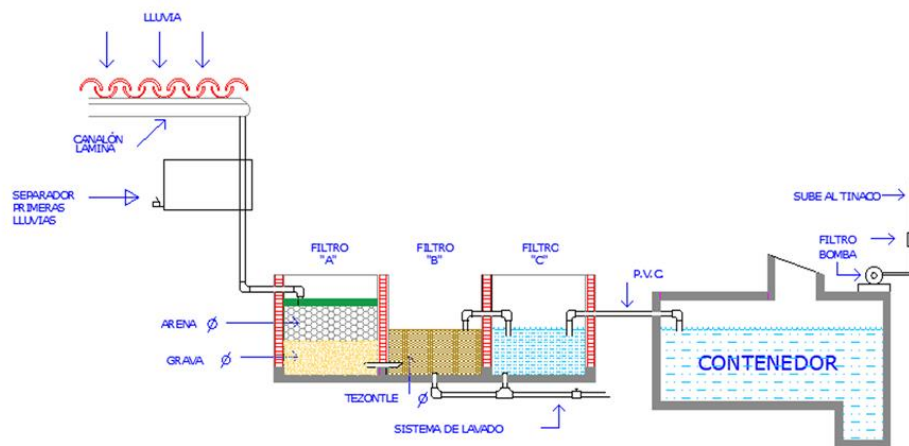 LLUVIA
CANALÓN
LAMINA
SEPARADOR
PRIMERAS
LLUVIAS
FILTRO
"A"
FILTRO
"B"
FILTRO
"C"
P.V.C.
SUBE AL TINACO
FILTRO
BOMBA
ARENA Ø
GRAVA Ø
CONTENEDOR
TEZONTLE Ø
SISTEMA DE LAVADO